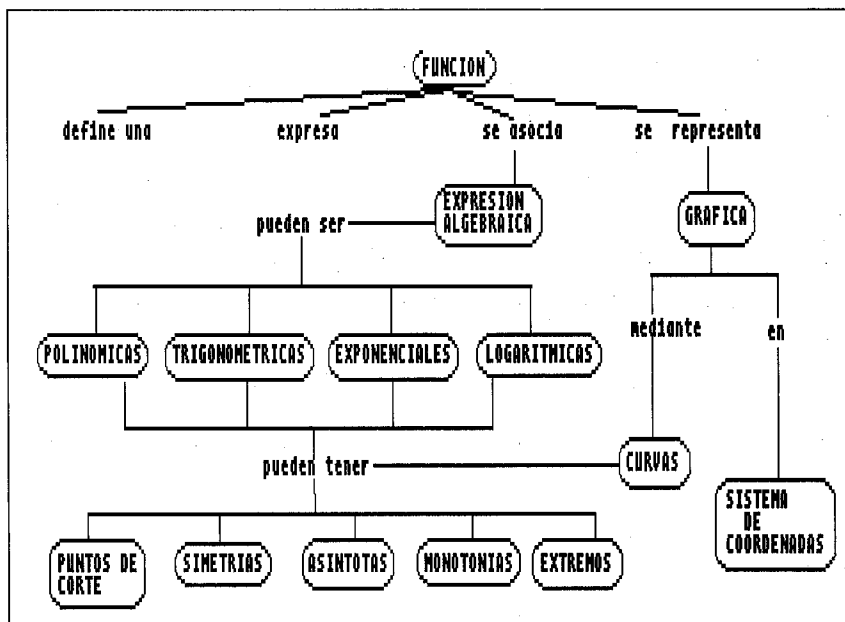 FUNCION
define una
expresa
se asocia
se representa
EXPRESION
ALGEBRAICA
GRAFICA
pueden ser
mediante
en
POLINOMICAS
TRIGONOMETRICAS
EXPONENCIALES
LOGARITMICAS
pueden tener
CURVAS
SISTEMA
DE
COORDENADAS
PUNTOS DE
CORTE
SIMETRIAS
ASINTOTAS
MONOTONIAS
EXTREMOS